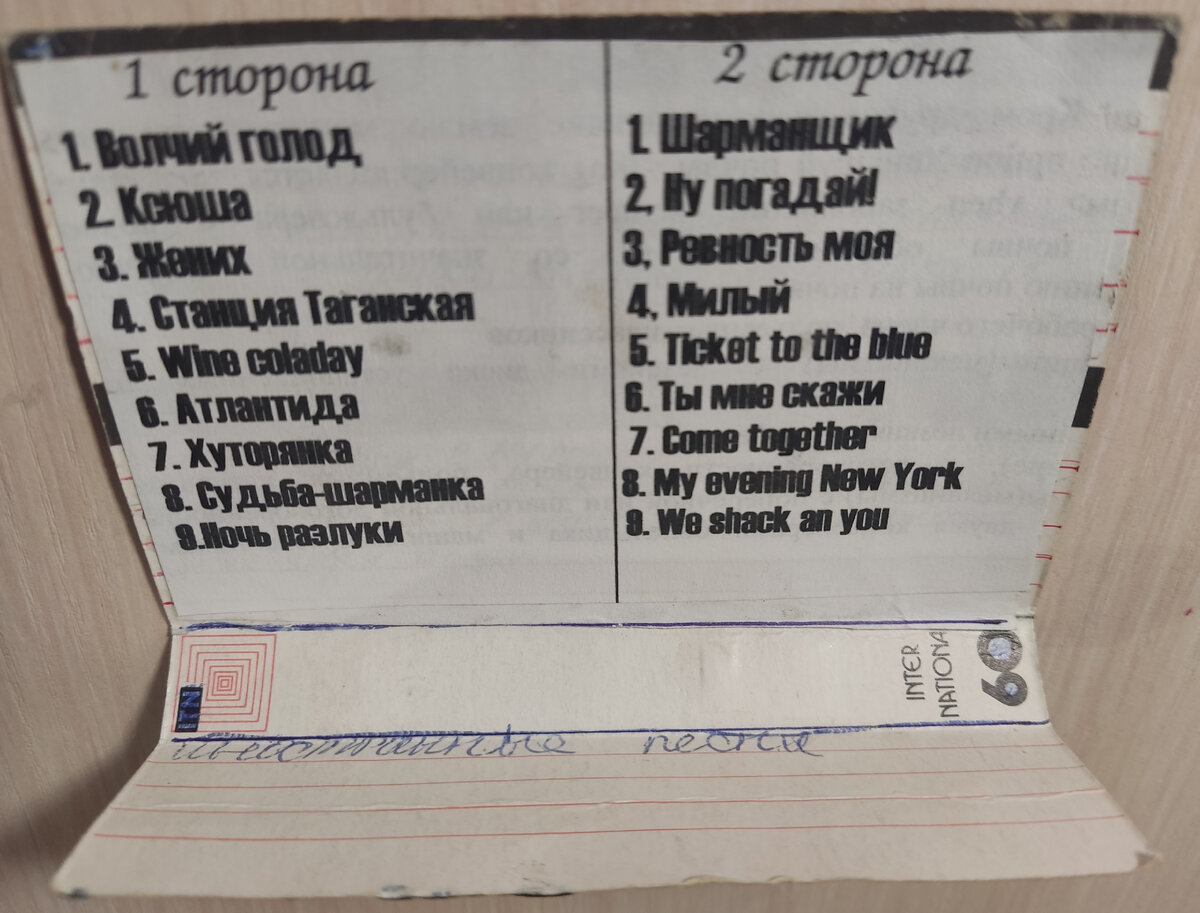 1 сторона
1. Волчий голод
2. Ксюша
3. Жених
4. Станция Таганская
5. Wine coladay
6. Атлантида
7. Хуторянка
8. Судьба-шарманка
9.Ночь разлуки
2 сторона
1. Шарманщик
2, Ну погадай!
3, Ревность моя
4, Милый
5. Ticket to the blue
6. Ты мне скажи
7. Come together
8. My evening New York
9. We shack an you
INTER
NATIONA
60
песни